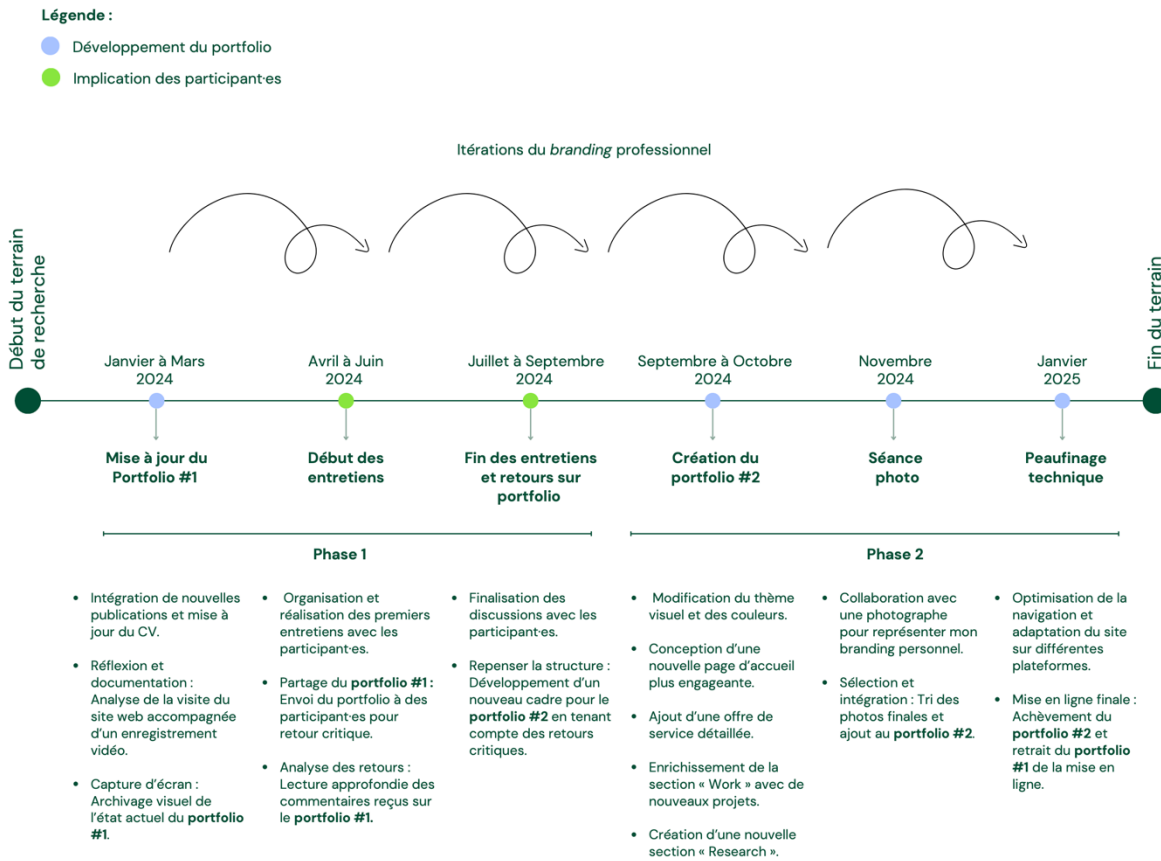 Légende :
Développement du portfolio
Implication des participant·es
Itérations du branding professionnel
Début du terrain
de recherche
Fin du terrain
Janvier à Mars
2024
Avril à Juin
2024
Juillet à Septembre
2024
Septembre à Octobre
2024
Novembre
2024
Janvier
2025
Mise à jour du
Portfolio #1
Début des
entretiens
Fin des entretiens
et retours sur
portfolio
Création du
portfolio #2
Séance
photo
Peaufinage
technique
Phase 1
Phase 2
• Intégration de nouvelles
publications et mise à
jour du CV.
• Réflexion et
documentation :
Analyse de la visite du
site web accompagnée
d'un enregistrement
vidéo.
• Capture d'écran :
Archivage visuel de
l'état actuel du portfolio
#1.
• Organisation et
réalisation des premiers
entretiens avec les
participant·es.
• Partage du portfolio #1 :
Envoi du portfolio à des
participant·es pour
retour critique.
• Analyse des retours :
Lecture approfondie des
commentaires reçus sur
le portfolio #1.
• Finalisation des
discussions avec les
participant·es.
• Repenser la structure :
Développement d'un
nouveau cadre pour le
portfolio #2 en tenant
compte des retours
critiques.
• Modification du thème
visuel et des couleurs.
• Conception d'une
nouvelle page d'accueil
plus engageante.
• Ajout d'une offre de
service détaillée.
• Enrichissement de la
section « Work » avec de
nouveaux projets.
• Création d'une nouvelle
section « Research ».
• Collaboration avec
une photographe
pour représenter mon
branding personnel.
• Sélection et
intégration : Tri des
photos finales et
ajout au portfolio #2.
• Optimisation de la
navigation et
adaptation du site
sur différentes
plateformes.
• Mise en ligne finale :
Achèvement du
portfolio #2 et
retrait du portfolio
#1 de la mise en
ligne.